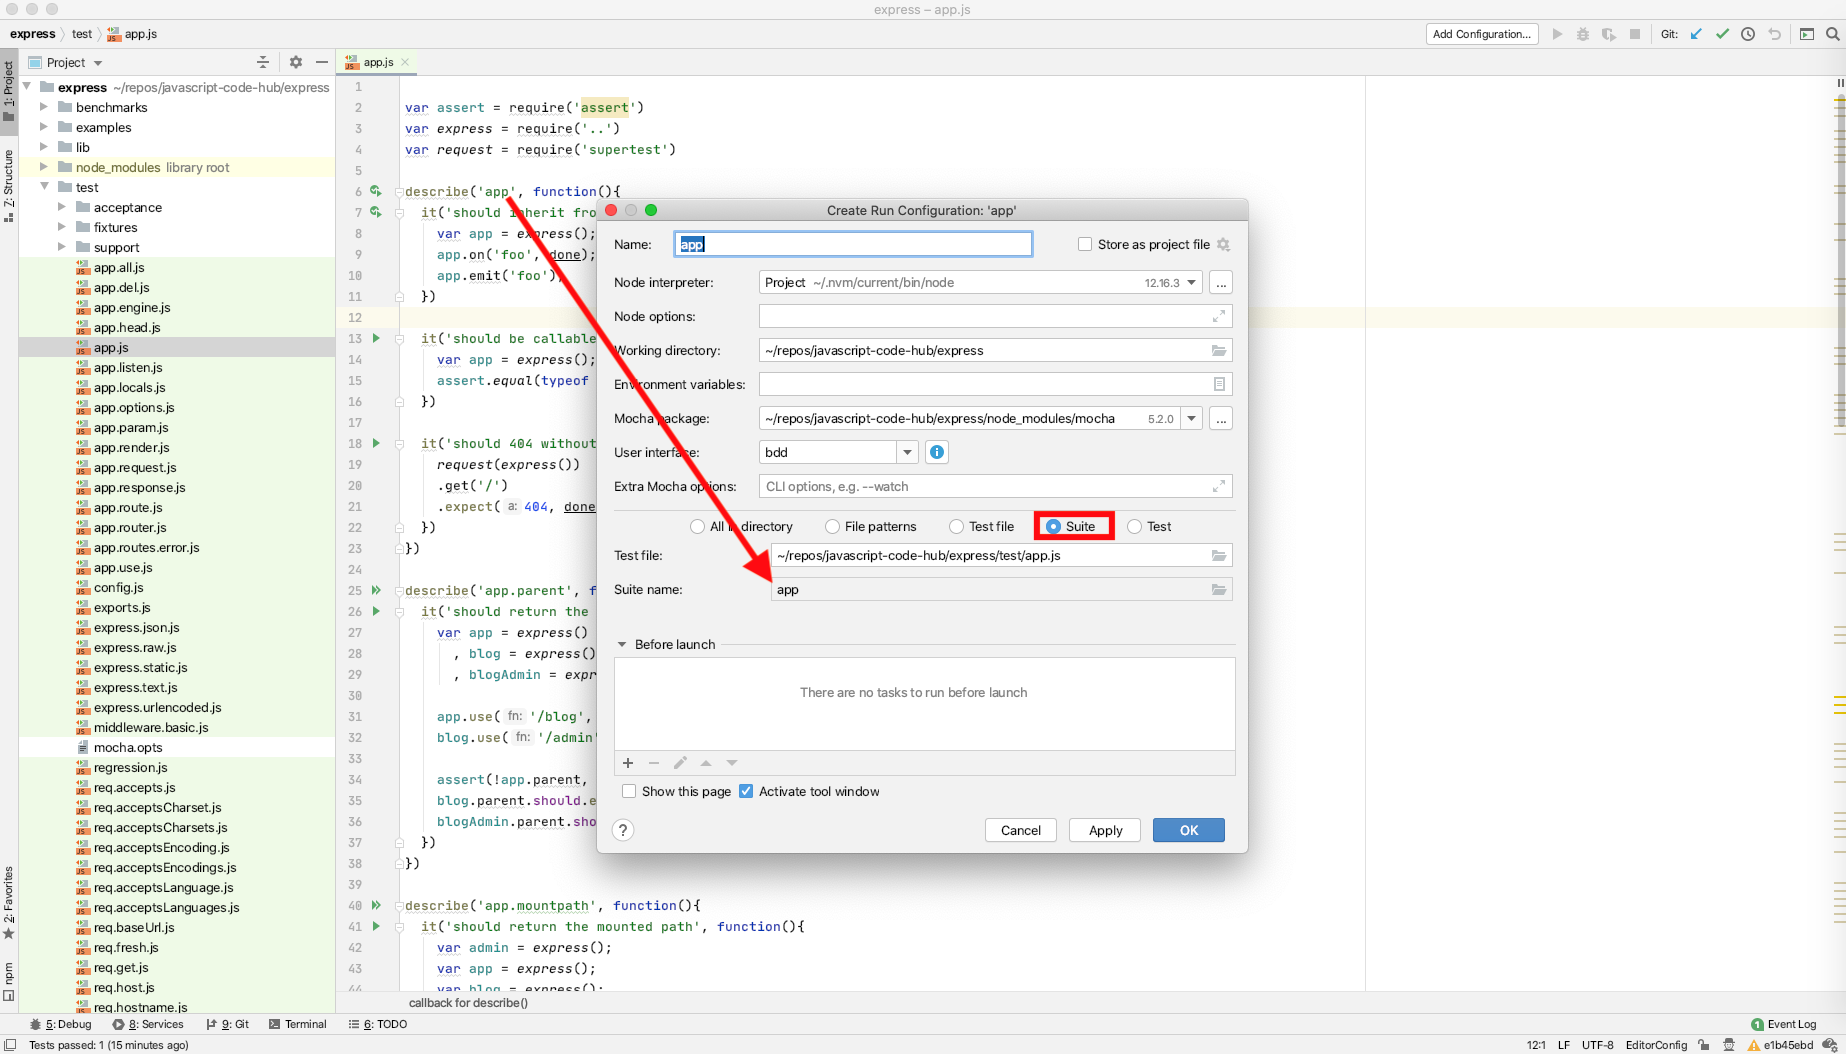 express – app.js
express test app.js
Add Configuration...
Git:
1: Project
Z: Structure
2: Favorites
npm
Project
express ~/repos/javascript-code-hub/express
benchmarks
examples
lib
node_modules library root
test
acceptance
fixtures
support
app.all.js
app.del.js
app.engine.js
app.head.js
app.js
app.listen.js
app.locals.js
app.options.js
app.param.js
app.render.js
app.request.js
app.response.js
app.route.js
app.router.js
app.routes.error.js
app.use.js
config.js
exports.js
express.json.js
express.raw.js
express.static.js
express.text.js
express.urlencoded.js
middleware.basic.js
mocha.opts
regression.js
req.accepts.js
req.acceptsCharset.js
req.acceptsCharsets.js
req.acceptsEncoding.js
req.acceptsEncodings.js
req.acceptsLanguage.js
req.acceptsLanguages.js
req.baseUrl.js
req.fresh.js
req.get.js
req.host.js
req.hostname.js
app.js
1
2 var assert = require('assert')
3 var express = require('..')
4 var request = require('supertest')
5
6 describe('app', function(){
7 it('should inherit fro
8 var app = express();
9 app.on('foo', done);
10 app.emit('foo');
11 })
12
13 it('should be callable
14 var app = express();
15 assert.equal(typeof
16 })
17
18 it('should 404 without
19 request(express())
20 .get('/')
21 .expect( a: 404, done
22 })
23 })
24
25 describe('app.parent', f
26 it('should return the
27 var app = express()
28 , blog = express()
29 , blogAdmin = expr
30
31 app.use( fn: '/blog',
32 blog.use( fn: '/admin'
33
34 assert(!app.parent,
35 blog.parent.should.e
36 blogAdmin.parent.sho
37 })
38 })
39
40 describe('app.mountpath', function(){
41 it('should return the mounted path', function(){
42 var admin = express();
43 var app = express();
44 var blog = express();
callback for describe()
Create Run Configuration: 'app'
Name: app
Store as project file
Node interpreter: Project ~/.nvm/current/bin/node 12.16.3 ...
Node options:
Working directory: ~/repos/javascript-code-hub/express
Environment variables:
Mocha package: ~/repos/javascript-code-hub/express/node_modules/mocha 5.2.0 ...
User interface: bdd
Extra Mocha options: CLI options, e.g. --watch
All in directory File patterns Test file Suite Test
Test file: ~/repos/javascript-code-hub/express/test/app.js
Suite name: app
Before launch
There are no tasks to run before launch
Show this page Activate tool window
? Cancel Apply OK
5: Debug 8: Services 9: Git Terminal 6: TODO 1 Event Log
Tests passed: 1 (15 minutes ago) 12:1 LF UTF-8 EditorConfig e1b45ebd